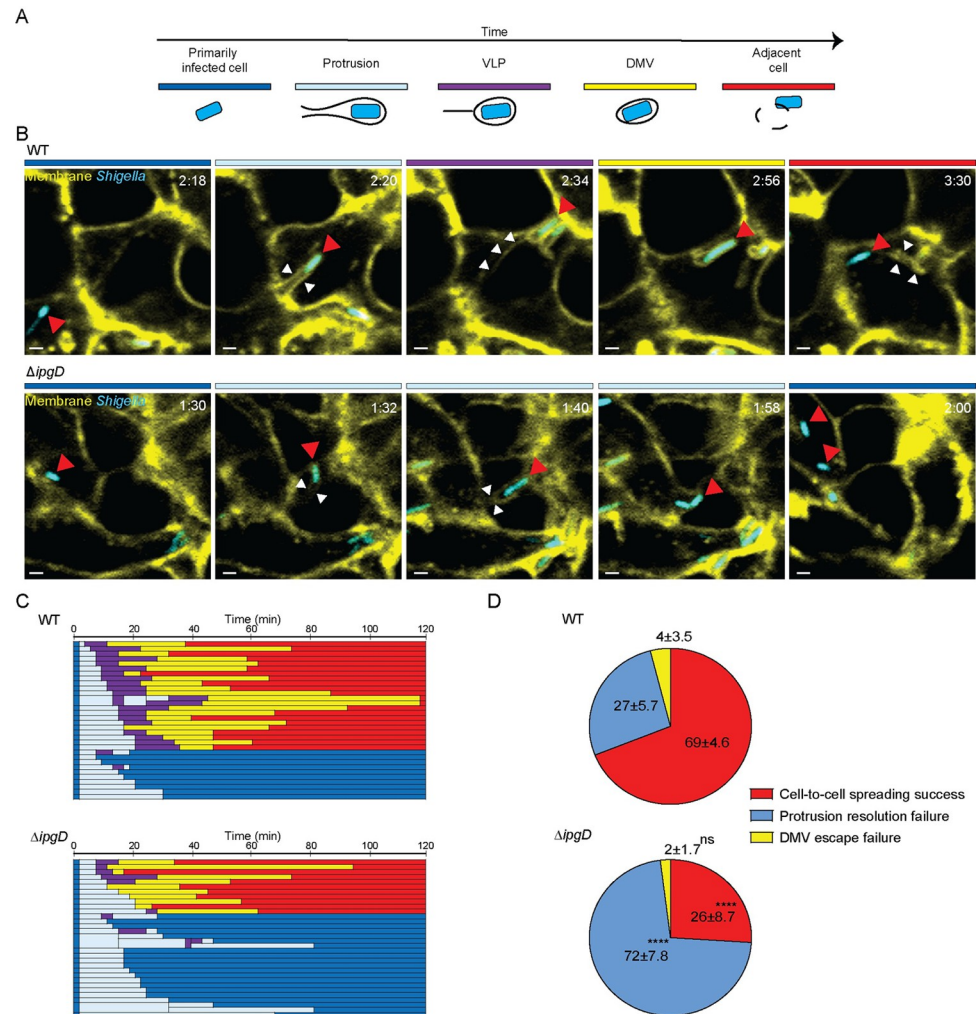 A
Time
Primarily
infected cell
Protrusion
VLP
DMV
Adjacent
cell
B
WT
Membrane Shigella
2:18
2:20
2:34
2:56
3:30
ΔipgD
Membrane Shigella
1:30
1:32
1:40
1:58
2:00
C
WT
Time (min)
0 20 40 60 80 100 120
ΔipgD
Time (min)
0 20 40 60 80 100 120
D
WT
4±3.5
27±5.7
69±4.6
Cell-to-cell spreading success
Protrusion resolution failure
DMV escape failure
ΔipgD
2±1.7 ns
****
26±8.7
****
72±7.8